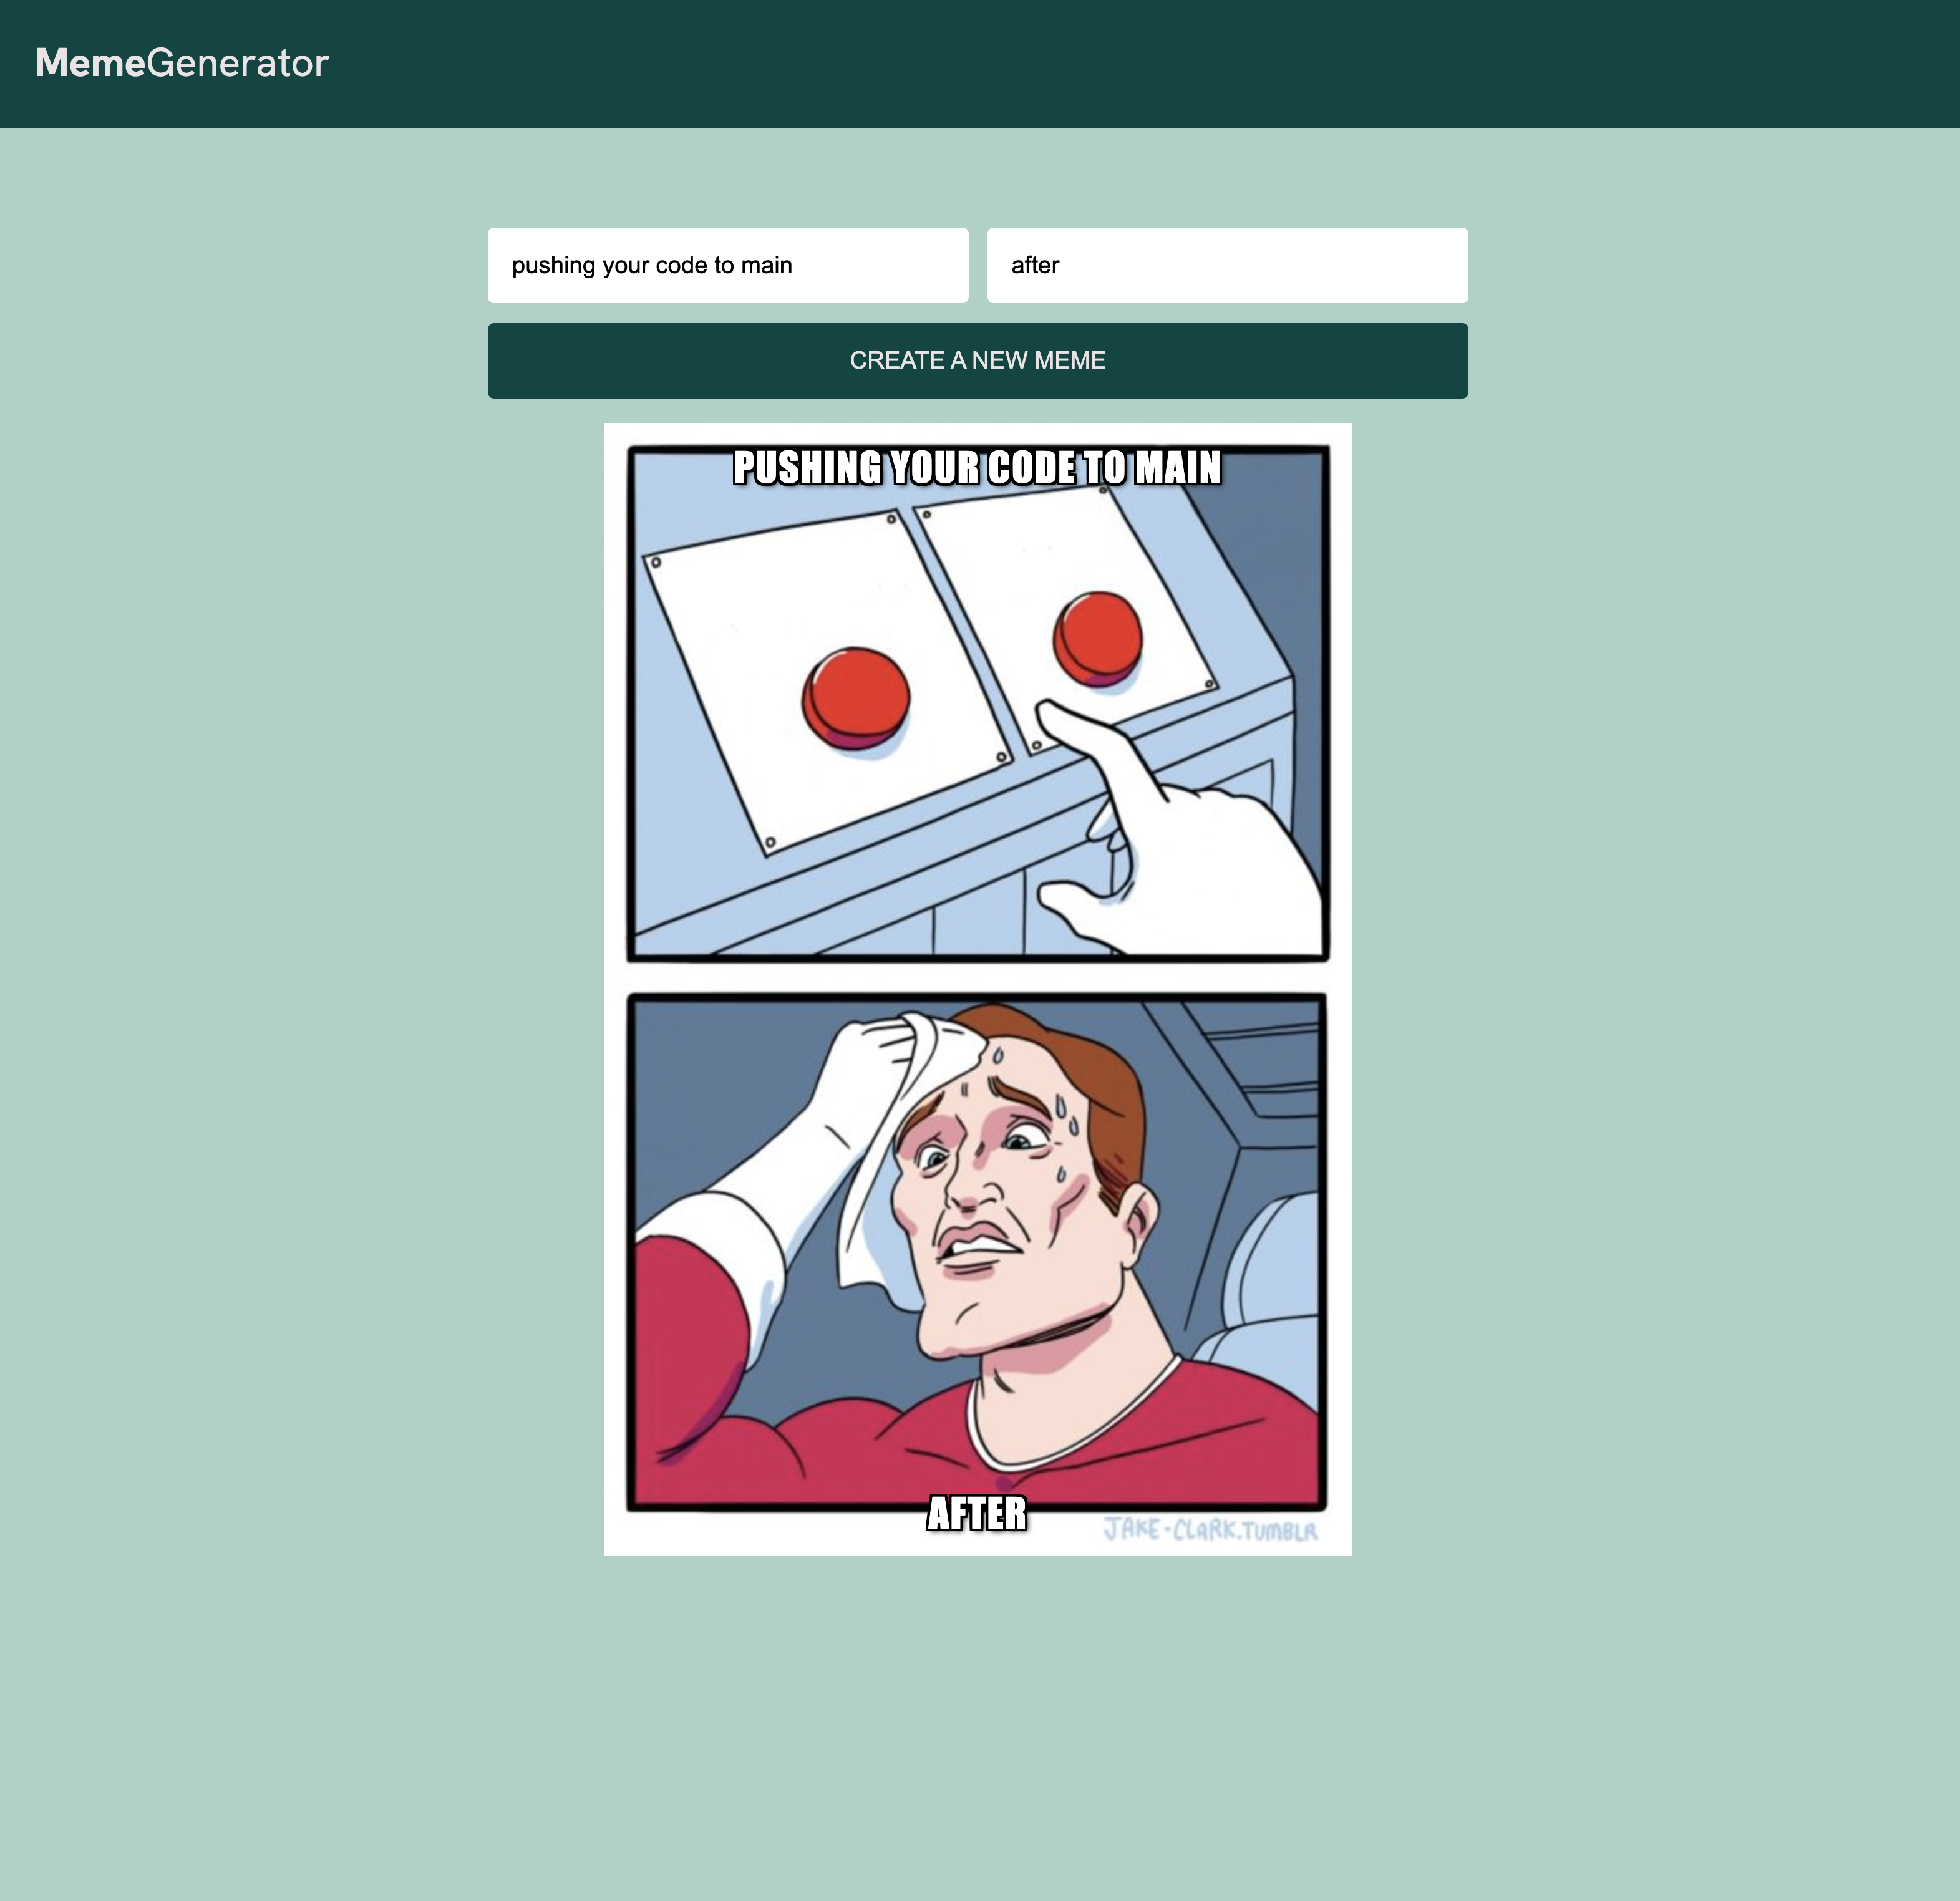 MemeGenerator
pushing your code to main
after
CREATE A NEW MEME
PUSHING YOUR CODE TO MAIN
AFTER
JAKE-CLARK.TUMBLR